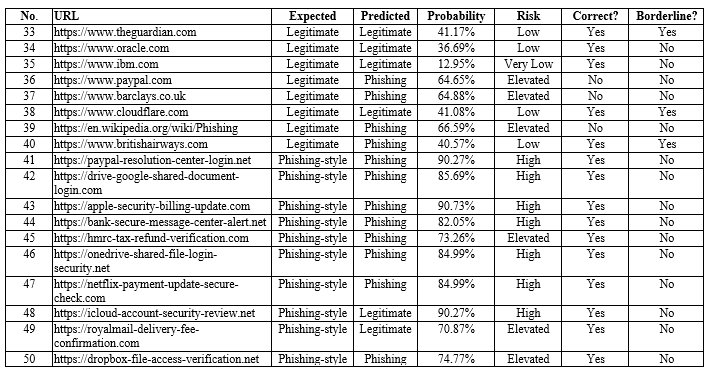 No. URL Expected Predicted Probability Risk Correct? Borderline?
33 https://www.theguardian.com Legitimate Legitimate 41.17% Low Yes Yes
34 https://www.oracle.com Legitimate Legitimate 36.69% Low Yes No
35 https://www.ibm.com Legitimate Legitimate 12.95% Very Low Yes No
36 https://www.paypal.com Legitimate Phishing 64.65% Elevated No No
37 https://www.barclays.co.uk Legitimate Phishing 64.88% Elevated No No
38 https://www.cloudflare.com Legitimate Legitimate 41.08% Low Yes Yes
39 https://en.wikipedia.org/wiki/Phishing Legitimate Phishing 66.59% Elevated No No
40 https://www.britishairways.com Legitimate Phishing 40.57% Low Yes Yes
41 https://paypal-resolution-center-login.net Phishing-style Phishing 90.27% High Yes No
42 https://drive-google-shared-document- Phishing-style Phishing 85.69% High Yes No
login.com
43 https://apple-security-billing-update.com Phishing-style Phishing 90.73% High Yes No
44 https://bank-secure-message-center-alert.net Phishing-style Phishing 82.05% High Yes No
45 https://hmrc-tax-refund-verification.com Phishing-style Phishing 73.26% Elevated Yes No
46 https://onedrive-shared-file-login- Phishing-style Phishing 84.99% High Yes No
security.net
47 https://netflix-payment-update-secure- Phishing-style Phishing 84.99% High Yes No
check.com
48 https://icloud-account-security-review.net Phishing-style Legitimate 90.27% High Yes No
49 https://royalmail-delivery-fee- Phishing-style Legitimate 70.87% Elevated Yes No
confirmation.com
50 https://dropbox-file-access-verification.net Phishing-style Phishing 74.77% Elevated Yes No